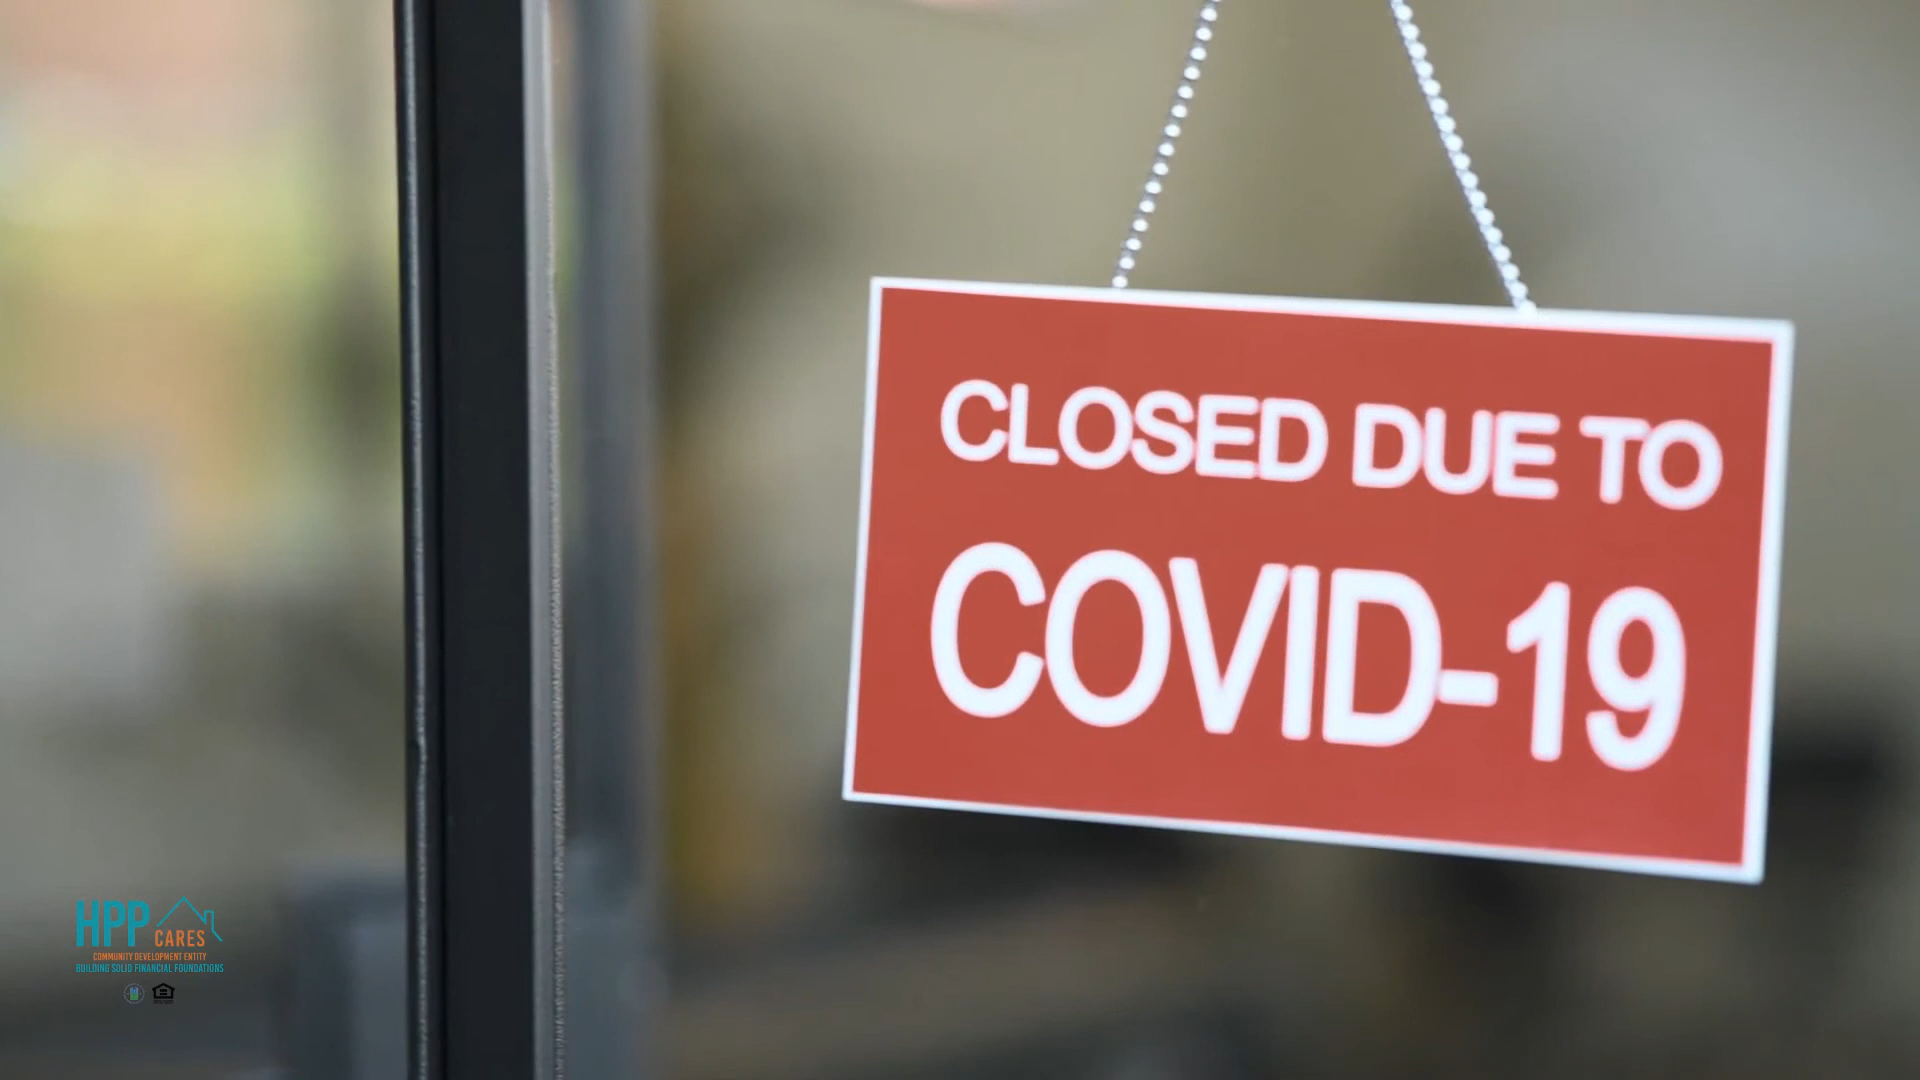 CLOSED DUE TO
COVID-19
HPP
CARES
COMMUNITY DEVELOPMENT ENTITY
BUILDING SOLID FINANCIAL FOUNDATIONS